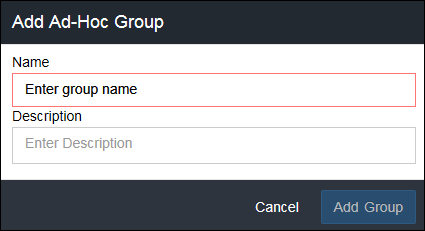 Add Ad-Hoc Group
Name
Enter group name
Description
Enter Description
Cancel
Add Group